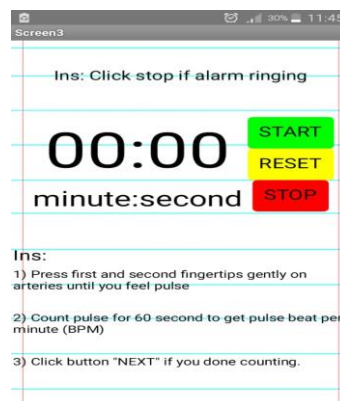 30% 11:45
Screen3
Ins: Click stop if alarm ringing
00:00
START
RESET
minute:second
STOP
Ins:
1) Press first and second fingertips gently on
arteries until you feel pulse
2) Count pulse for 60 second to get pulse beat per
minute (BPM)
3) Click button "NEXT" if you done counting.